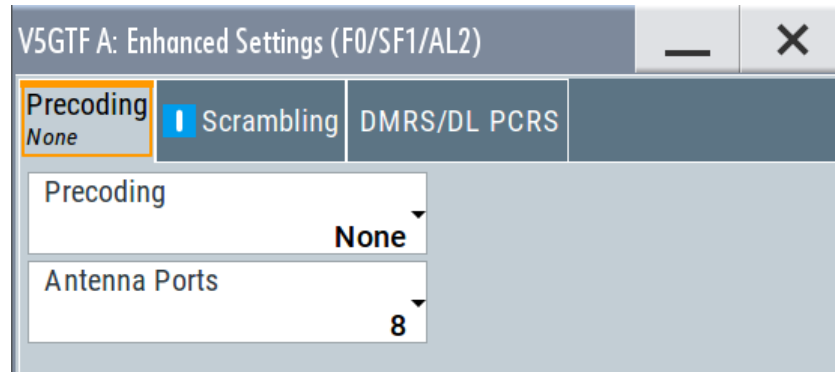 V5GTF A: Enhanced Settings (F0/SF1/AL2)
Precoding
None
Scrambling
DMRS/DL PCRS
Precoding
None
Antenna Ports
8